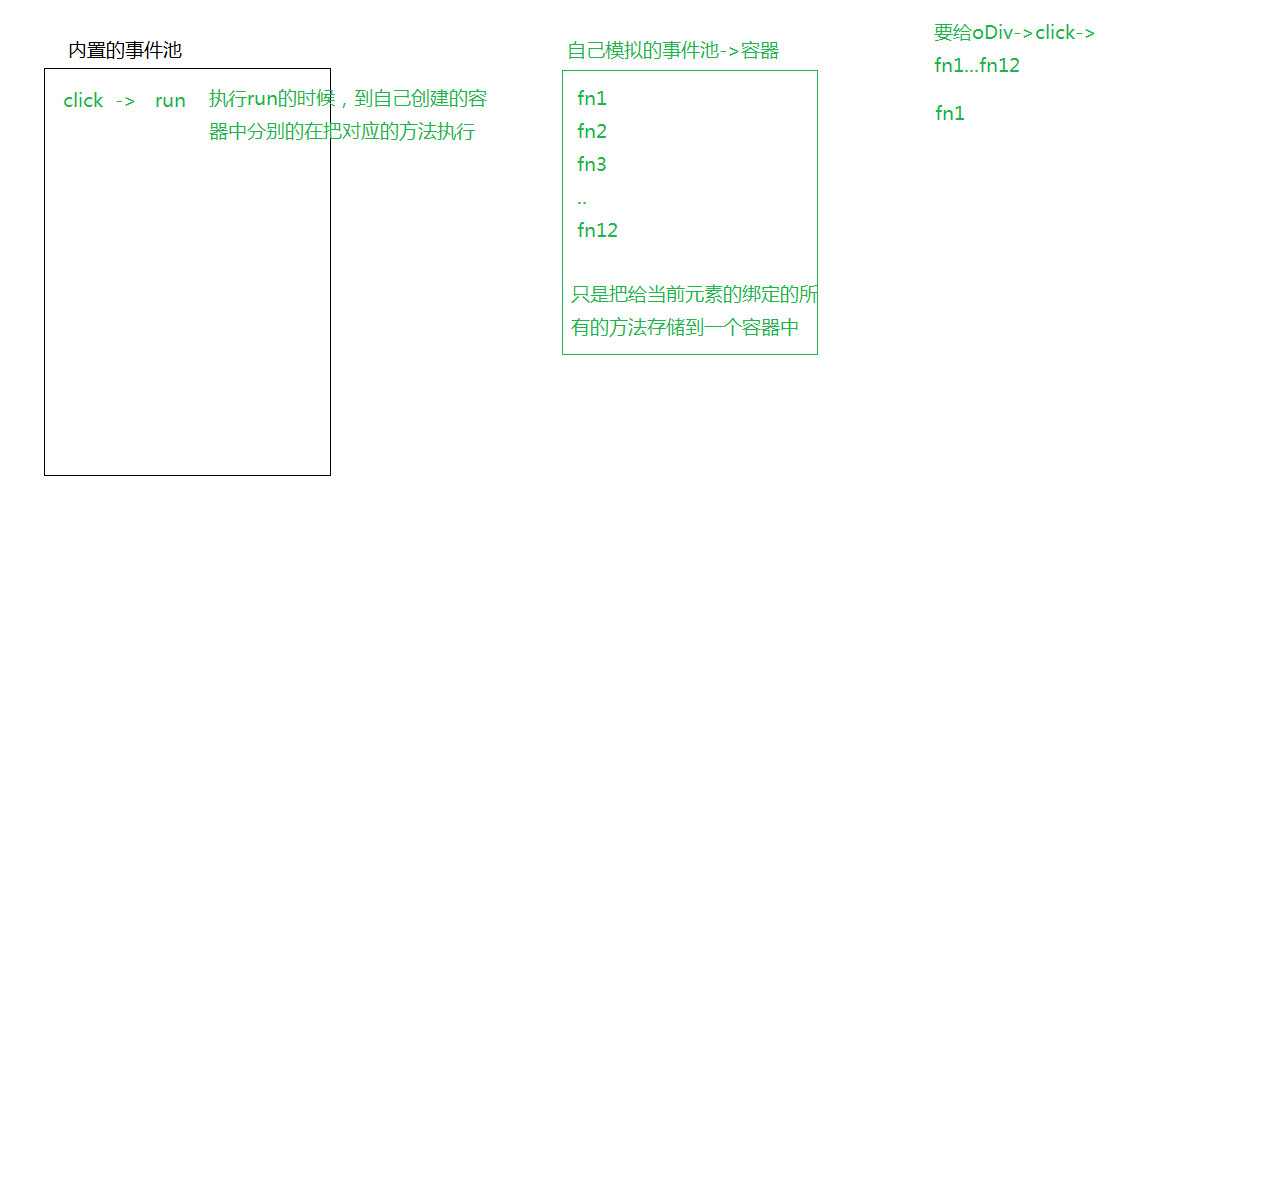 内置的事件池
click -> run
执行run的时候，到自己创建的容
器中分别的在把对应的方法执行
自己模拟的事件池->容器
fn1
fn2
fn3
..
fn12
只是把给当前元素的绑定的所
有的方法存储到一个容器中
要给oDiv->click->
fn1...fn12
fn1